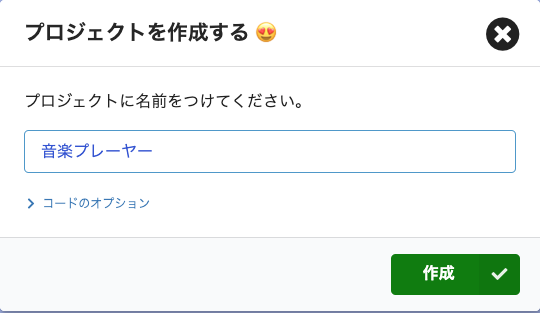 プロジェクトを作成する 😍
プロジェクトに名前をつけてください。
音楽プレーヤー
コードのオプション
作成